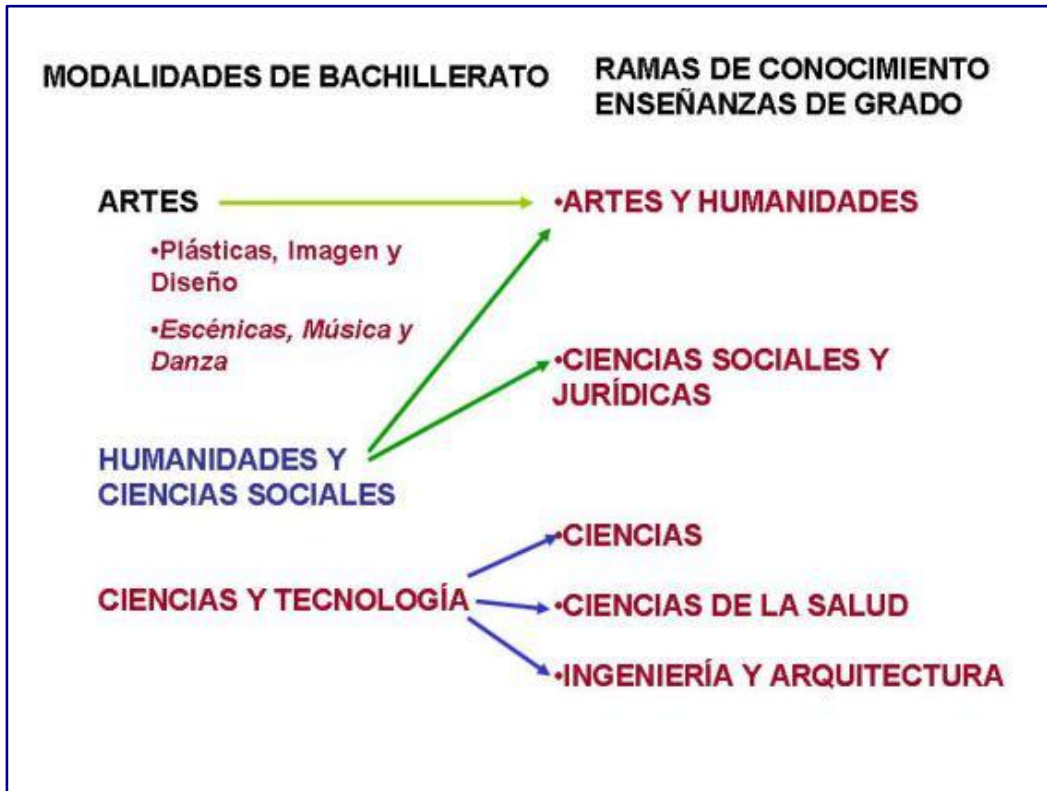 MODALIDADES DE BACHILLERATO
RAMAS DE CONOCIMIENTO
ENSEÑANZAS DE GRADO
ARTES
•Plásticas, Imagen y
Diseño
•Escénicas, Música y
Danza
HUMANIDADES Y
CIENCIAS SOCIALES
CIENCIAS Y TECNOLOGÍA
•ARTES Y HUMANIDADES
•CIENCIAS SOCIALES Y
JURÍDICAS
•CIENCIAS
•CIENCIAS DE LA SALUD
•INGENIERÍA Y ARQUITECTURA